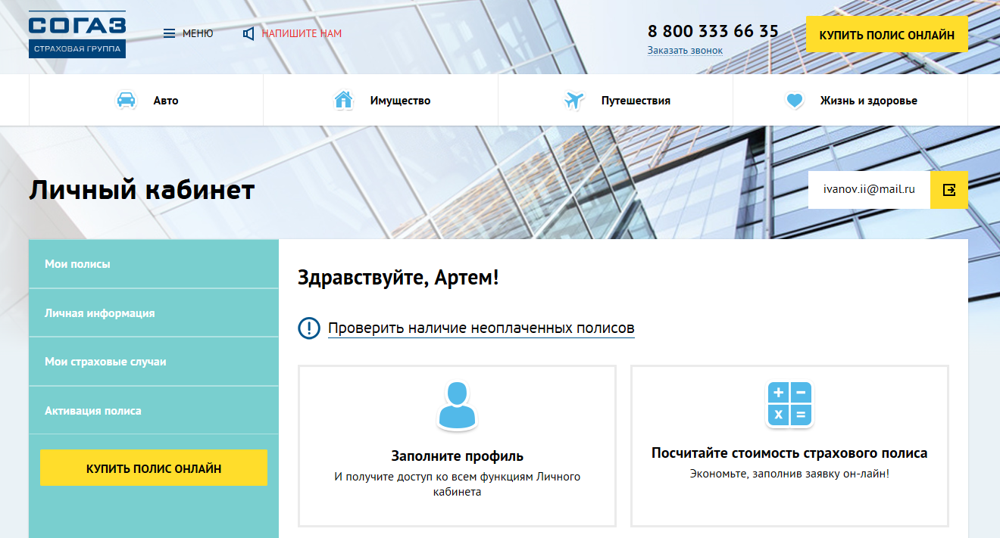 СОГАЗ
СТРАХОВАЯ ГРУППА
МЕНЮ
НАПИШИТЕ НАМ
8 800 333 66 35
Заказать звонок
КУПИТЬ ПОЛИС ОНЛАЙН
Авто
Имущество
Путешествия
Жизнь и здоровье
Личный кабинет
ivanov.ii@mail.ru
Мои полисы
Личная информация
Мои страховые случаи
Активация полиса
КУПИТЬ ПОЛИС ОНЛАЙН
Здравствуйте, Артем!
Проверить наличие неоплаченных полисов
Заполните профиль
И получите доступ ко всем функциям Личного
кабинета
Посчитайте стоимость страхового полиса
Экономьте, заполнив заявку он-лайн!